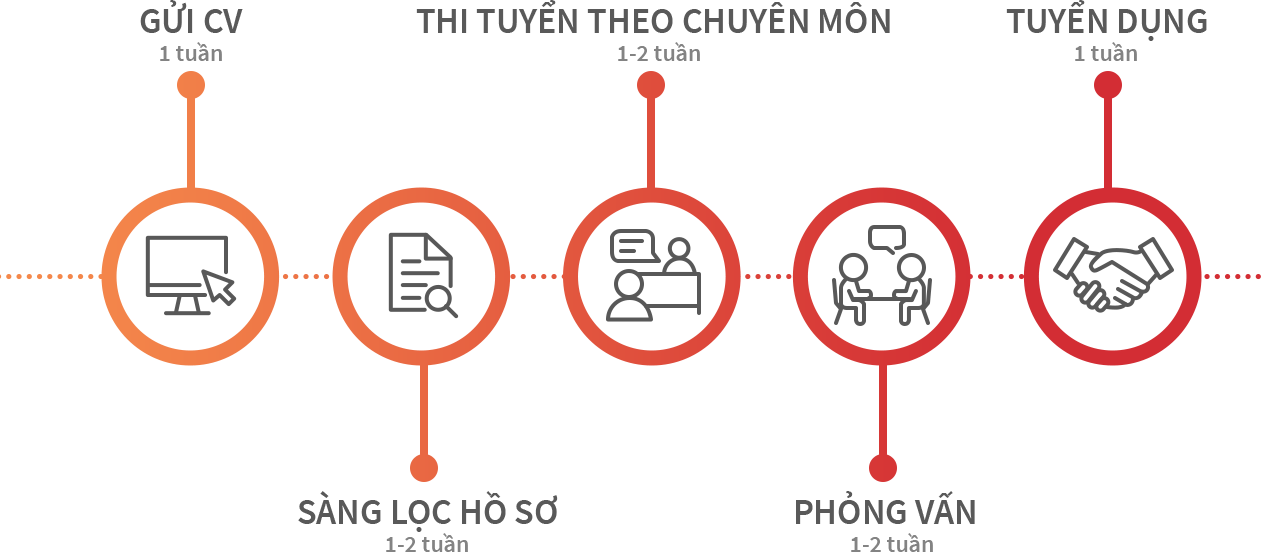 GỬI CV
1 tuần
THI TUYỂN THEO CHUYÊN MÔN
1-2 tuần
TUYỂN DỤNG
1 tuần
SÀNG LỌC HỒ SƠ
1-2 tuần
PHỎNG VẤN
1-2 tuần